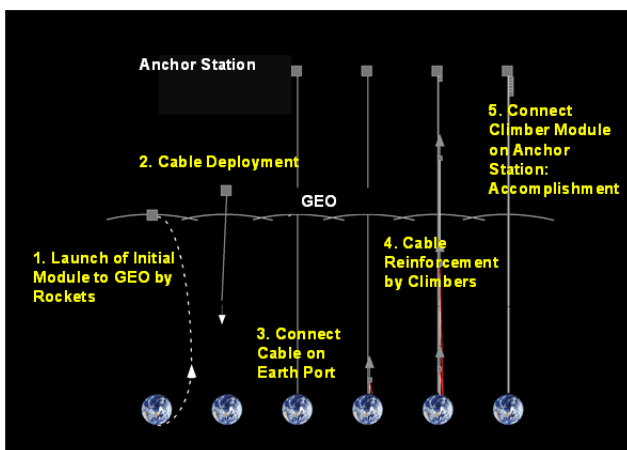 Anchor Station
2. Cable Deployment
GEO
1. Launch of Initial
Module to GEO by
Rockets
3. Connect
Cable on
Earth Port
4. Cable
Reinforcement
by Climbers
5. Connect
Climber Module
on Anchor
Station:
Accomplishment